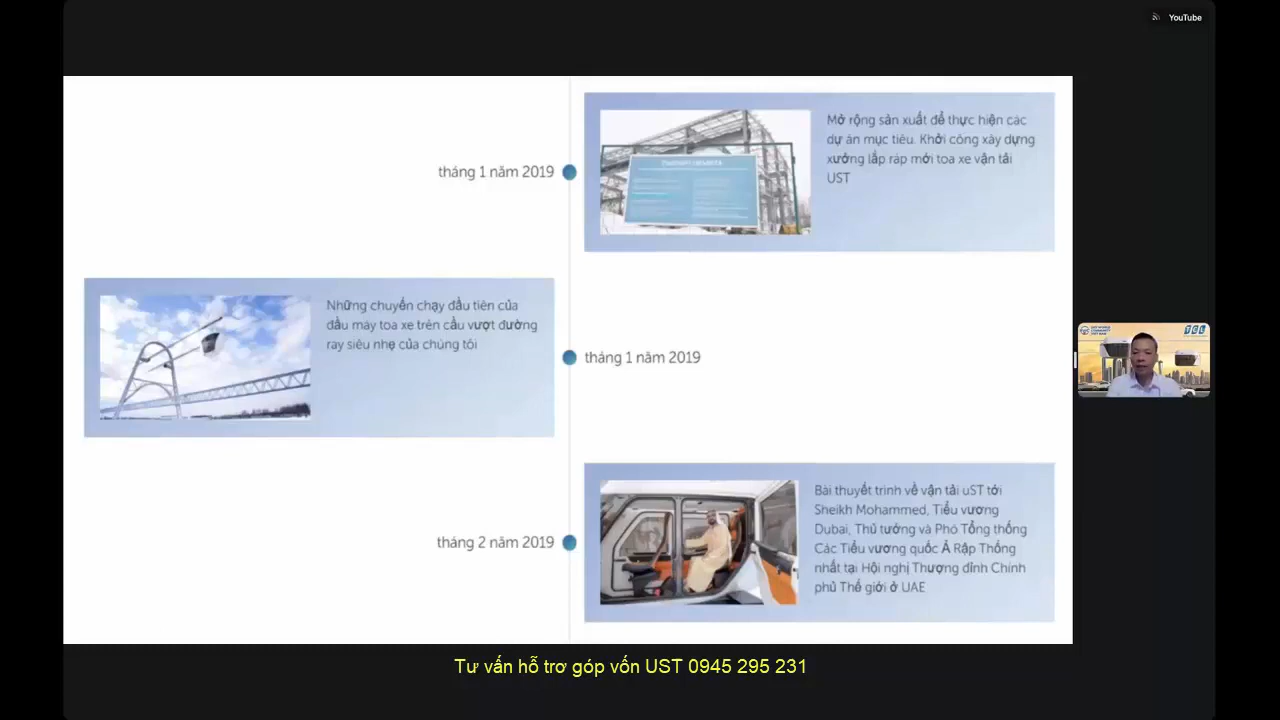 YouTube
tháng 1 năm 2019
Mở rộng sản xuất để thực hiện các
dự án mục tiêu. Khởi công xây dựng
xưởng lắp ráp mới toa xe vận tải
UST
Những chuyến chạy đầu tiên của
đầu máy toa xe trên cầu vượt đường
ray siêu nhẹ của chúng tôi
tháng 1 năm 2019
tháng 2 năm 2019
Bài thuyết trình về vận tải uST tới
Sheikh Mohammed, Tiểu vương
Dubai, Thủ tướng và Phó Tổng thống
Các Tiểu vương quốc Ả Rập Thống
nhất tại Hội nghị Thượng đỉnh Chính
phủ Thế giới ở UAE
Tư vấn hỗ trơ góp vốn UST 0945 295 231